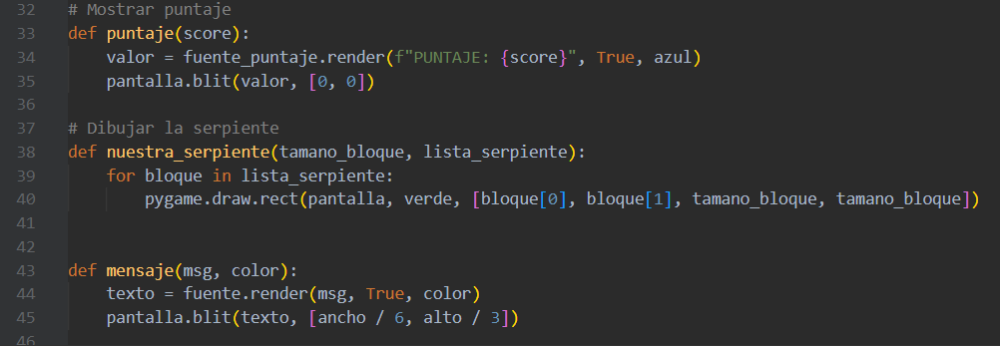 32 # Mostrar puntaje
33 def puntaje(score):
34     valor = fuente_puntaje.render(f"PUNTAJE: {score}", True, azul)
35     pantalla.blit(valor, [0, 0])
36
37 # Dibujar la serpiente
38 def nuestra_serpiente(tamano_bloque, lista_serpiente):
39     for bloque in lista_serpiente:
40         pygame.draw.rect(pantalla, verde, [bloque[0], bloque[1], tamano_bloque, tamano_bloque])
41
42
43 def mensaje(msg, color):
44     texto = fuente.render(msg, True, color)
45     pantalla.blit(texto, [ancho / 6, alto / 3])
46